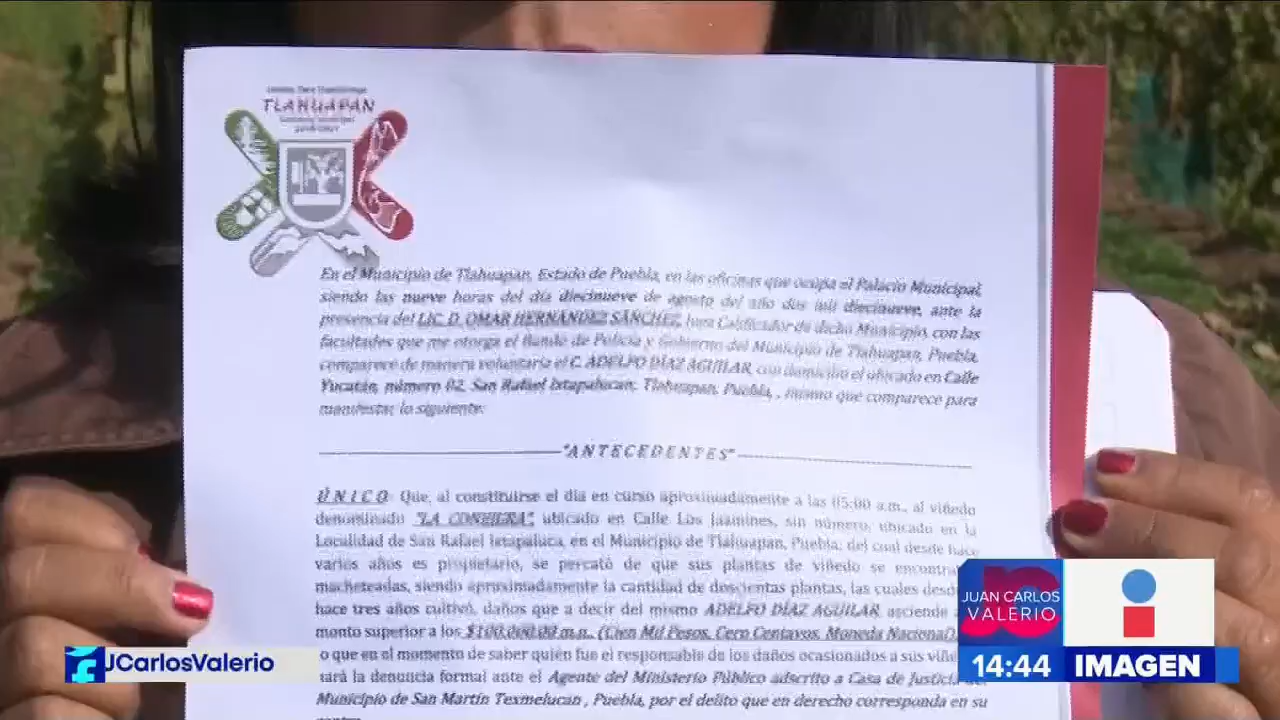 TLAHUAPAN
En el Municipio de Tlahuapan, Estado de Puebla, en las oficinas que ocupa el Palacio Municipal,
siendo las nueve horas del día diecinueve de agosto del año dos mil diecinueve, ante la
presencia del LIC. D. OMAR HERNÁNDEZ SÁNCHEZ, Juez Calificador de dicho Municipio, con las
facultades que me otorga el Bando de Policía y Gobierno del Municipio de Tlahuapan, Puebla,
comparece de manera voluntaria el C. ADELFO DÍAZ AGUILAR, con domicilio el ubicado en Calle
Yucatán, número 02, San Rafael Ixtapalucan, Tlahuapan, Puebla, , mismo que comparece para
manifestar lo siguiente:
"ANTECEDENTES"
ÚNICO: Que, al constituirse el día en curso aproximadamente a las 05:00 a.m., al viñedo
denominado ubicado en Calle Los Jazmines, sin número, ubicado en la
Localidad de San Rafael Ixtapaluca, en el Municipio de Tlahuapan, Puebla; del cual desde hace
varios años es propietario, se percató de que sus plantas de viñedo se
macheteadas, siendo aproximadamente la cantidad de doscientas plantas, las cuales
hace tres años cultivó, daños que a decir del mismo ADELFO DÍAZ AGUILAR, asciende
monto superior a los $100,000.00 m.n., (Cien Mil Pesos, Cero Centavos, Moneda Nacional),
o que en el momento de saber quién fue el responsable de los daños ocasionados a sus
la denuncia formal ante el Agente del Ministerio Público adscrito a Casa de Justicia
Municipio de San Martín Texmelucan , Puebla, por el delito que en derecho corresponda en su
JUAN CARLOS
VALERIO
JCarlosValerio
14:44 IMAGEN